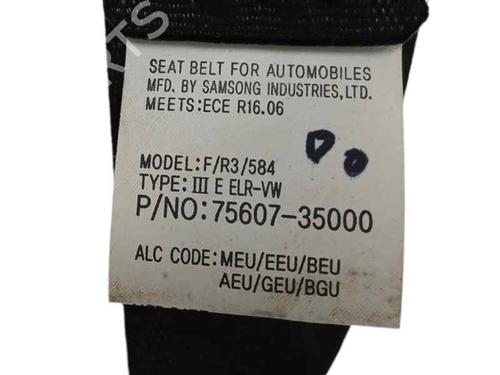 PARTS
SEAT BELT FOR AUTOMOBILES
MFD. BY SAMSONG INDUSTRIES,LTD.
MEETS:ECE R16.06
MODEL:F/R3/584
TYPE: III E ELR-VW
P/NO:75607-35000
ALC CODE:MEU/EEU/BEU
AEU/GEU/BGU